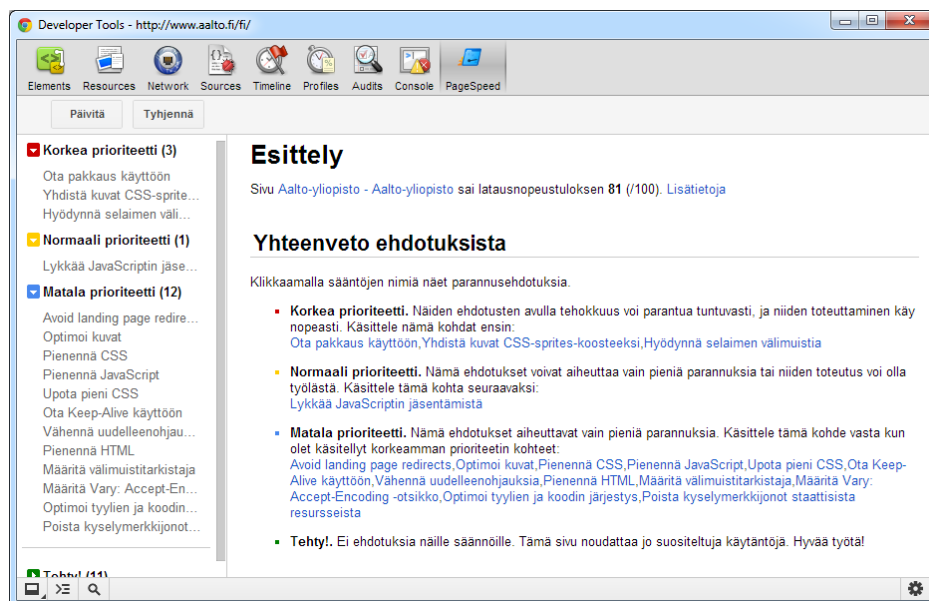 Developer Tools - http://www.aalto.fi/fi/
Elements Resources Network Sources Timeline Profiles Audits Console PageSpeed
Päivitä Tyhjennä
Korkea prioriteetti (3)
Ota pakkaus käyttöön
Yhdistä kuvat CSS-sprite...
Hyödynnä selaimen väli...
Normaali prioriteetti (1)
Lykkää JavaScriptin jäse...
Matala prioriteetti (12)
Avoid landing page redire...
Optimoi kuvat
Pienennä CSS
Pienennä JavaScript
Upota pieni CSS
Ota Keep-Alive käyttöön
Vähennä uudelleenohjau...
Pienennä HTML
Määritä välimuistitarkistaja
Määritä Vary: Accept-En...
Optimoi tyylien ja koodin...
Poista kyselymerkkijonot...
Tehty! (11)
Esittely
Sivu Aalto-yliopisto - Aalto-yliopisto sai latausnopeustuloksen 81 (/100). Lisätietoja
Yhteenveto ehdotuksista
Klikkaamalla sääntöjen nimiä näet parannusehdotuksia.
Korkea prioriteetti. Näiden ehdotusten avulla tehokkuus voi parantua tuntuvasti, ja niiden toteuttaminen käy
nopeasti. Käsittele nämä kohdat ensin:
Ota pakkaus käyttöön,Yhdistä kuvat CSS-sprites-koosteeksi,Hyödynnä selaimen välimuistia
Normaali prioriteetti. Nämä ehdotukset voivat aiheuttaa vain pieniä parannuksia tai niiden toteutus voi olla
työlästä. Käsittele tämä kohta seuraavaksi:
Lykkää JavaScriptin jäsentämistä
Matala prioriteetti. Nämä ehdotukset aiheuttavat vain pieniä parannuksia. Käsittele tämä kohde vasta kun
olet käsitellyt korkeamman prioriteetin kohteet:
Avoid landing page redirects,Optimoi kuvat,Pienennä CSS,Pienennä JavaScript,Upota pieni CSS,Ota Keep-
Alive käyttöön,Vähennä uudelleenohjauksia,Pienennä HTML,Määritä välimuistitarkistaja,Määritä Vary:
Accept-Encoding -otsikko,Optimoi tyylien ja koodin järjestys,Poista kyselymerkkijonot staattisista
resursseista
Tehty!. Ei ehdotuksia näille säännöille. Tämä sivu noudattaa jo suositeltuja käytäntöjä. Hyvää työtä!